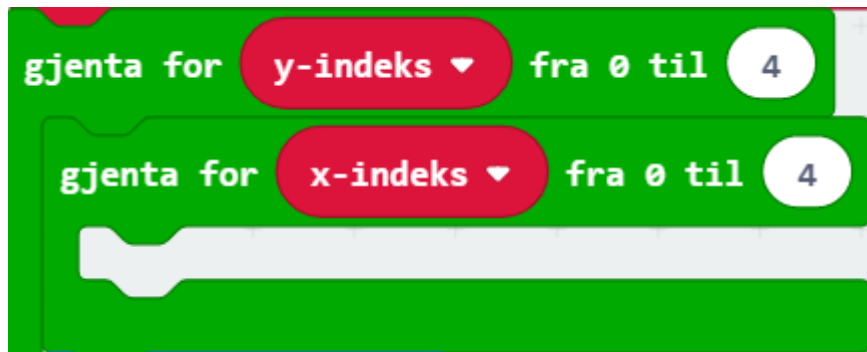 gjenta for y-indeks fra 0 til 4
gjenta for x-indeks fra 0 til 4